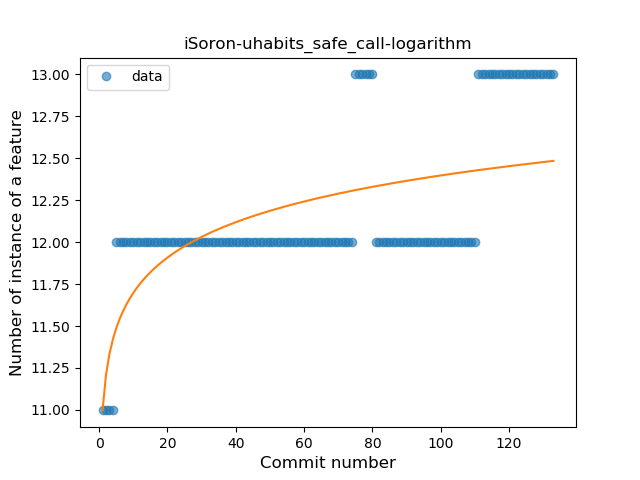 iSoron-uhabits_safe_call-logarithm
data
Number of instance of a feature
13.00
12.75
12.50
12.25
12.00
11.75
11.50
11.25
11.00
0 20 40 60 80 100 120
Commit number